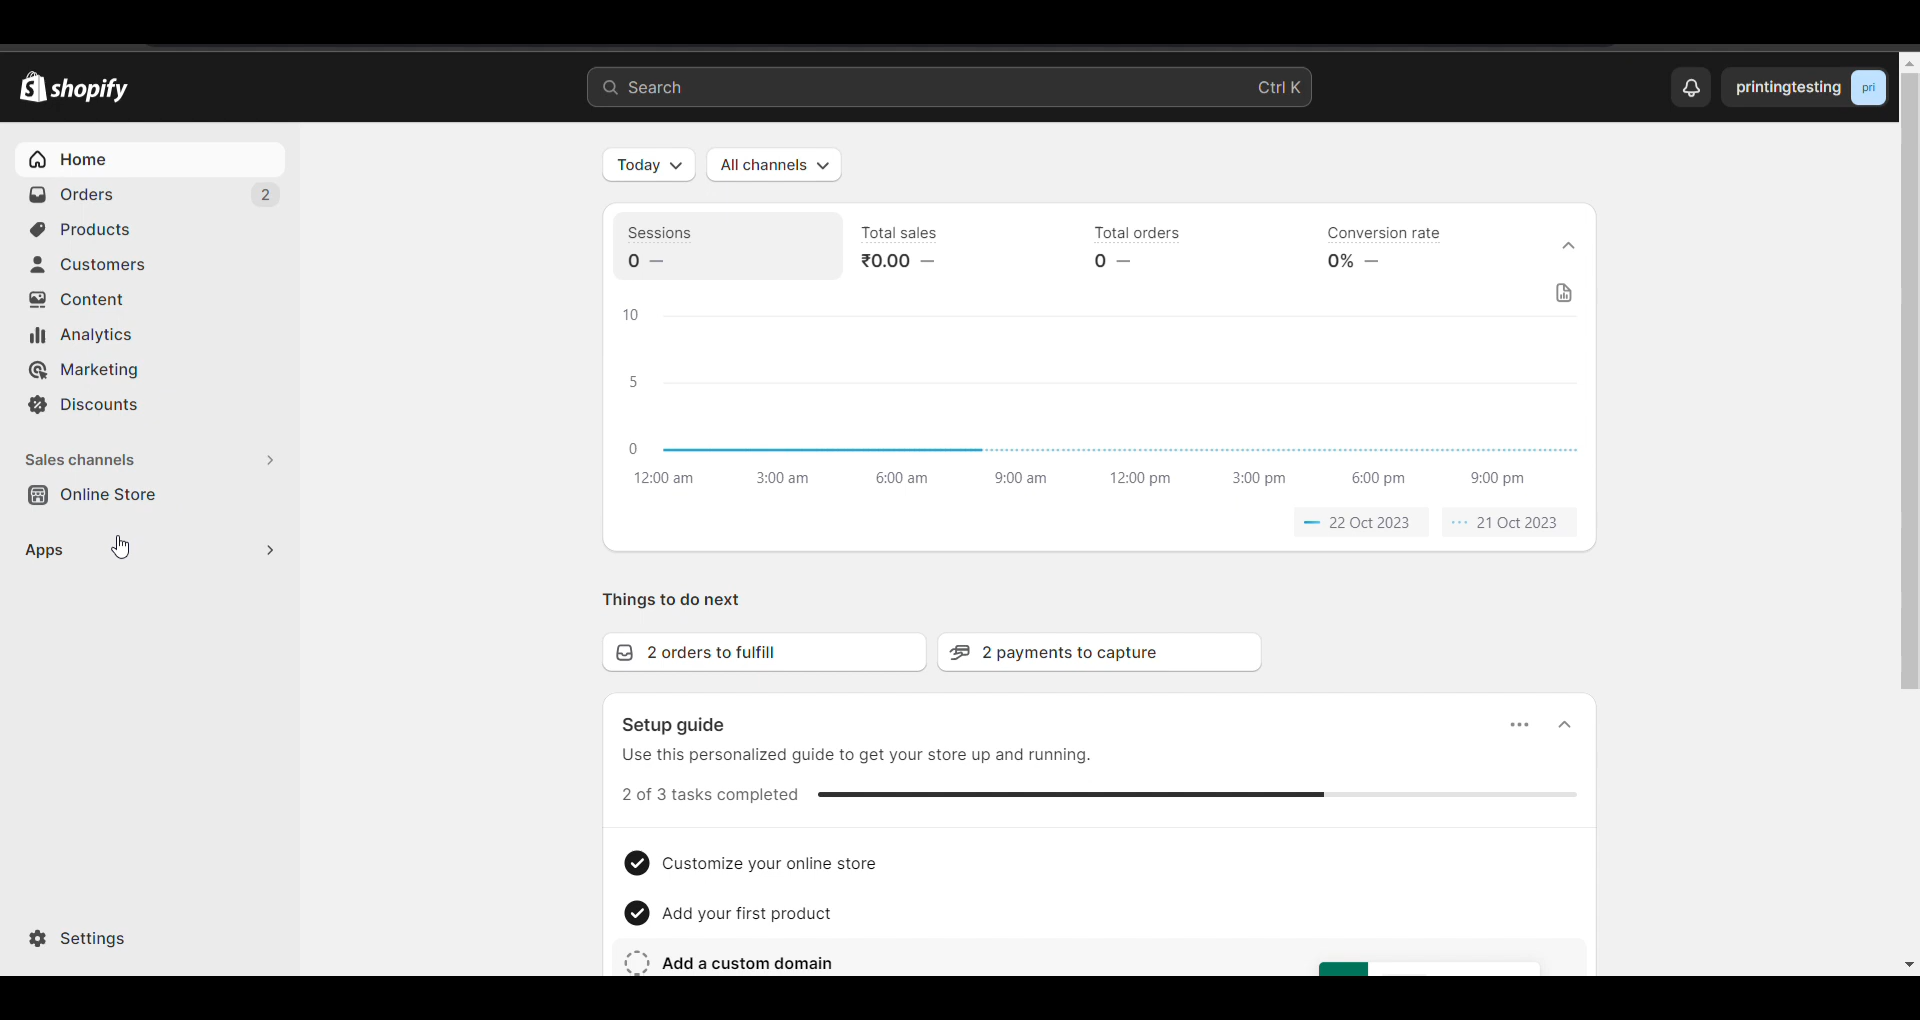 shopify
Search Ctrl K
printingtesting pri
Home
Orders 2
Products
Customers
Content
Analytics
Marketing
Discounts
Sales channels
Online Store
Apps
Settings
Today All channels
Sessions Total sales Total orders Conversion rate
0 — ₹0.00 — 0 — 0% —
10
5
0
12:00 am 3:00 am 6:00 am 9:00 am 12:00 pm 3:00 pm 6:00 pm 9:00 pm
22 Oct 2023 21 Oct 2023
Things to do next
2 orders to fulfill 2 payments to capture
Setup guide
Use this personalized guide to get your store up and running.
2 of 3 tasks completed
Customize your online store
Add your first product
Add a custom domain